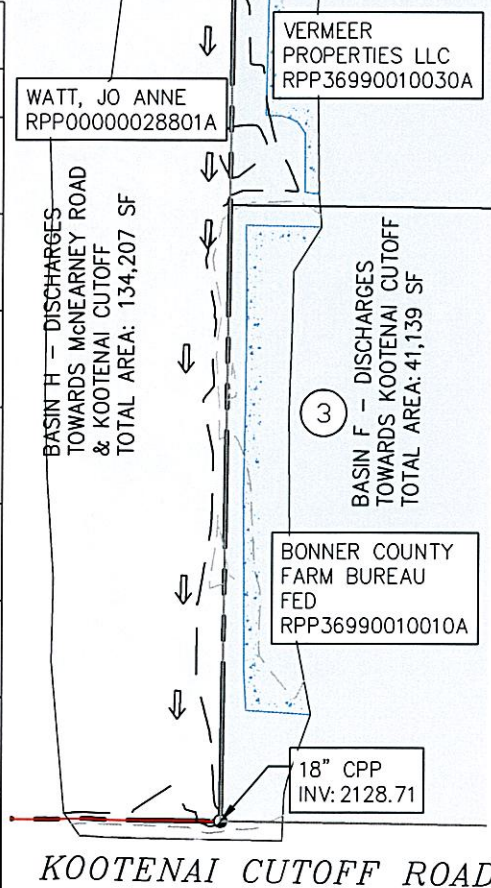 VERMEER
PROPERTIES LLC
RPP36990010030A
WATT, JO ANNE
RPP00000028801A
BASIN H - DISCHARGES
TOWARDS McNEARNEY ROAD
& KOOTENAI CUTOFF
TOTAL AREA: 134,207 SF
3
BASIN F - DISCHARGES
TOWARDS KOOTENAI CUTOFF
TOTAL AREA: 41,139 SF
BONNER COUNTY
FARM BUREAU
FED
RPP36990010010A
18" CPP
INV: 2128.71
KOOTENAI CUTOFF ROAD